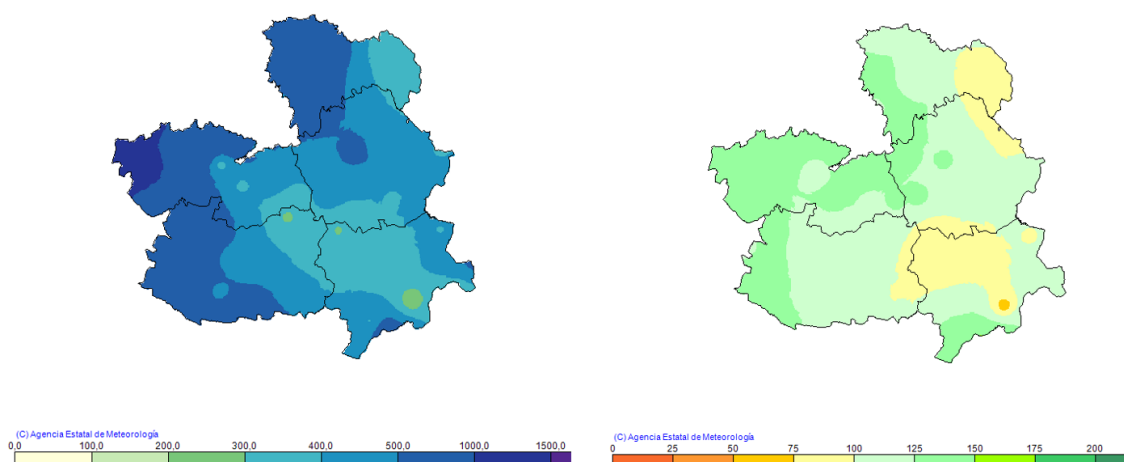 (C) Agencia Estatal de Meteorología
0,0 100,0 200,0 300,0 400,0 500,0 1000,0 1500,0
(C) Agencia Estatal de Meteorología
0 25 50 75 100 125 150 175 200